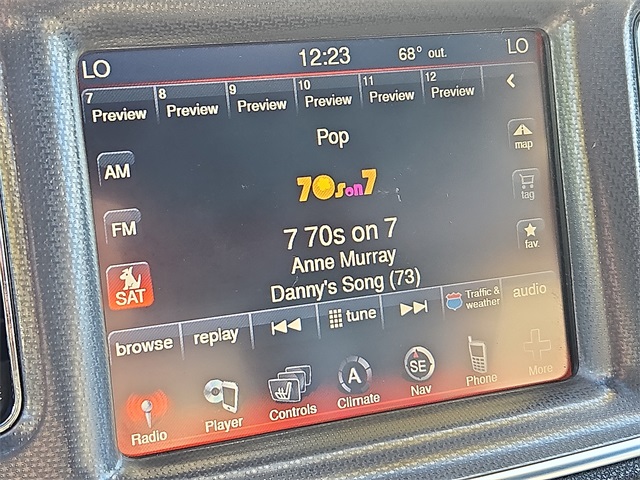 LO 12:23 68° out. LO
7 Preview 8 Preview 9 Preview 10 Preview 11 Preview 12 Preview
Pop
map
AM
70s on 7
tag
7 70s on 7
FM
fav.
Anne Murray
SAT
Danny's Song (73)
browse replay tune Traffic & weather audio
A SE
Radio Player Controls Climate Nav Phone More